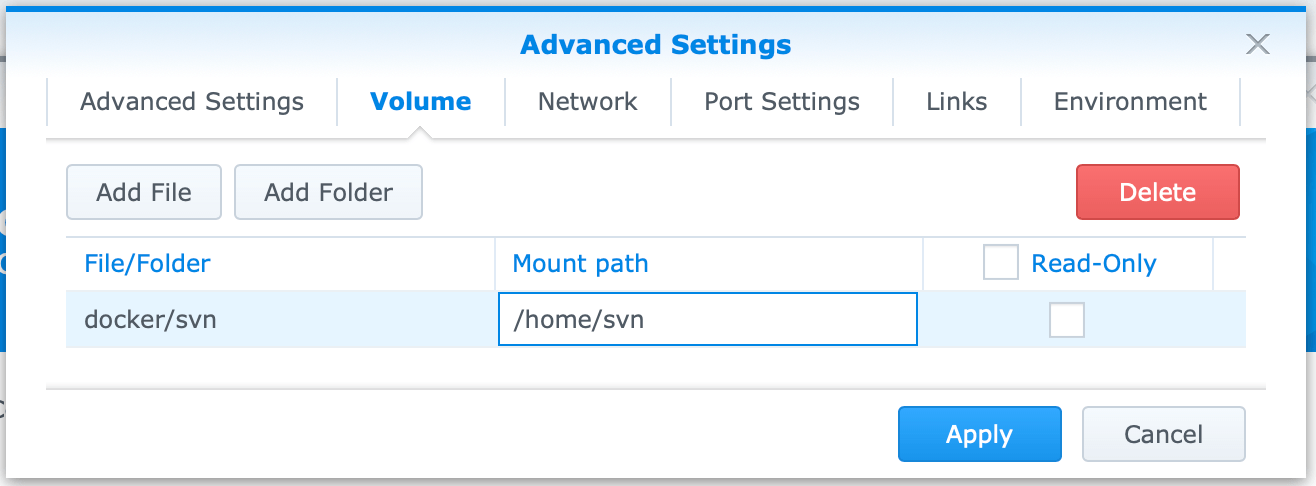 Advanced Settings
Advanced Settings Volume Network Port Settings Links Environment
Add File Add Folder Delete
File/Folder Mount path Read-Only
docker/svn /home/svn
Apply Cancel